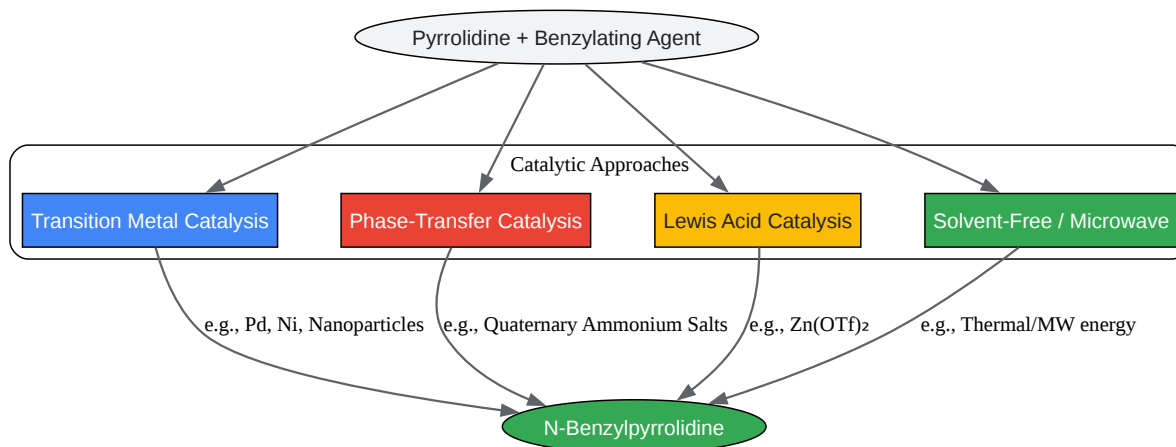 Pyrrolidine + Benzylating Agent
Catalytic Approaches
Transition Metal Catalysis
Phase-Transfer Catalysis
Lewis Acid Catalysis
Solvent-Free / Microwave
e.g., Pd, Ni, Nanoparticles
e.g., Quaternary Ammonium Salts
e.g., Zn(OTf)₂
e.g., Thermal/MW energy
N-Benzylpyrrolidine